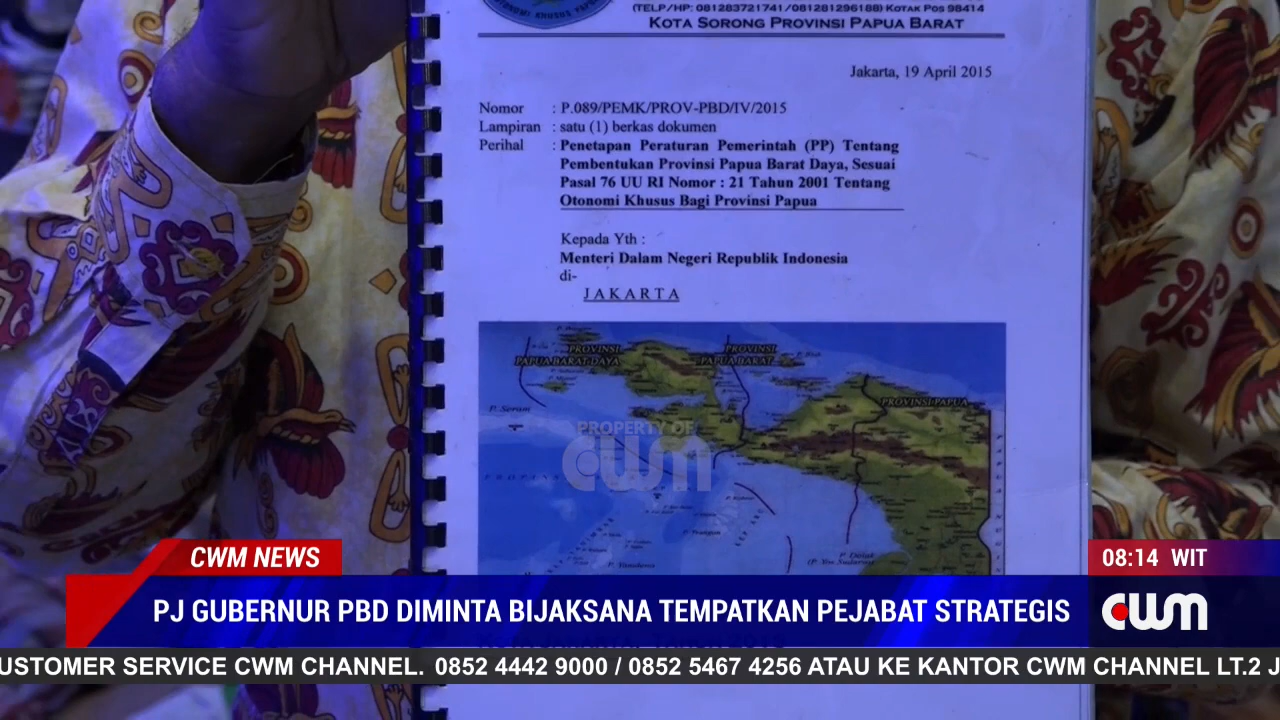 OTONOMI KHUSUS PAPUA
(TELP/HP: 081283721741/081281296188) KOTAK POS 98414
KOTA SORONG PROVINSI PAPUA BARAT
Jakarta, 19 April 2015
Nomor : P.089/PEMK/PROV-PBD/IV/2015
Lampiran : satu (1) berkas dokumen
Perihal : Penetapan Peraturan Pemerintah (PP) Tentang
Pembentukan Provinsi Papua Barat Daya, Sesuai
Pasal 76 UU RI Nomor : 21 Tahun 2001 Tentang
Otonomi Khusus Bagi Provinsi Papua
Kepada Yth :
Menteri Dalam Negeri Republik Indonesia
di-
JAKARTA
PROVINSI
PAPUA BARAT DAYA
PROVINSI
PAPUA BARAT
PROVINSI PAPUA
P. Seram
PROPERTY OF
cwm
CWM NEWS
08:14 WIT
PJ GUBERNUR PBD DIMINTA BIJAKSANA TEMPATKAN PEJABAT STRATEGIS
cwm
USTOMER SERVICE CWM CHANNEL. 0852 4442 9000 / 0852 5467 4256 ATAU KE KANTOR CWM CHANNEL LT.2 J